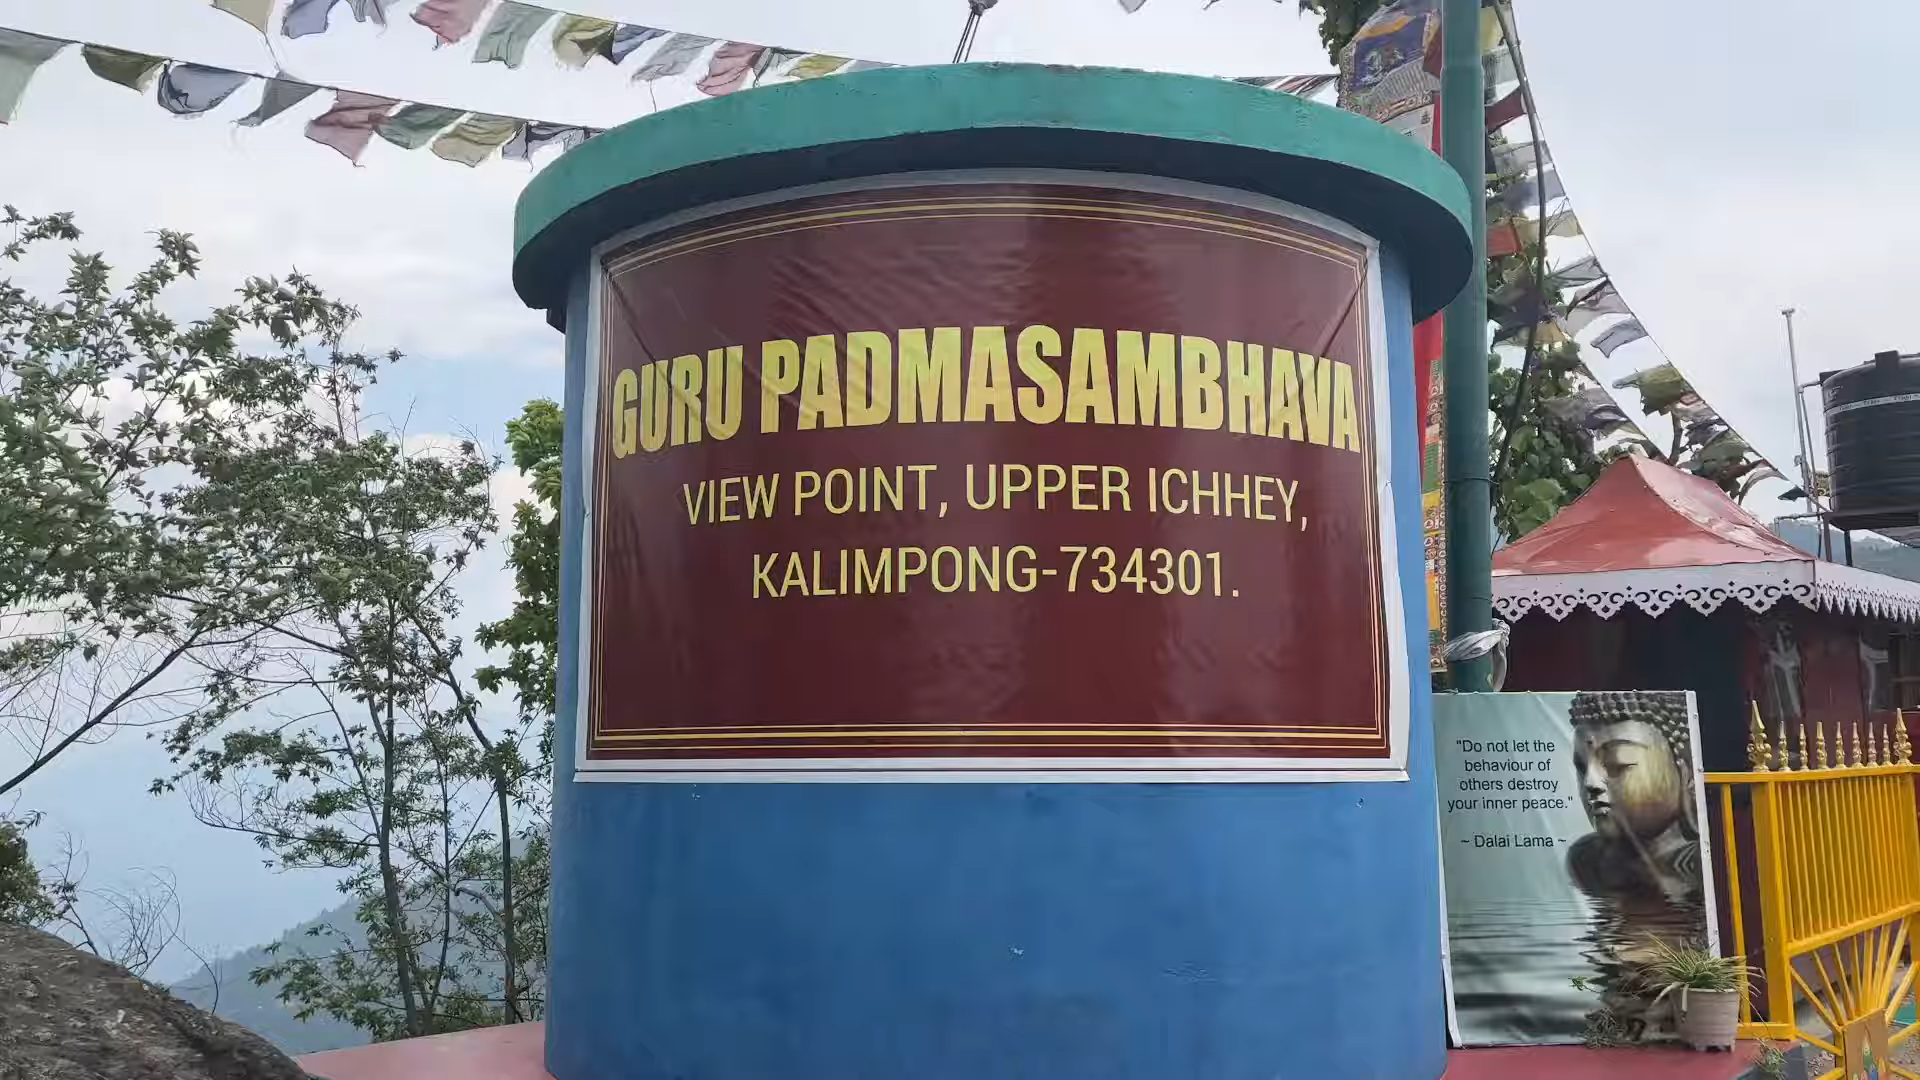 GURU PADMASAMBHAVA
VIEW POINT, UPPER ICHHEY,
KALIMPONG-734301.
"Do not let the
behaviour of
others destroy
your inner peace."
~ Dalai Lama ~